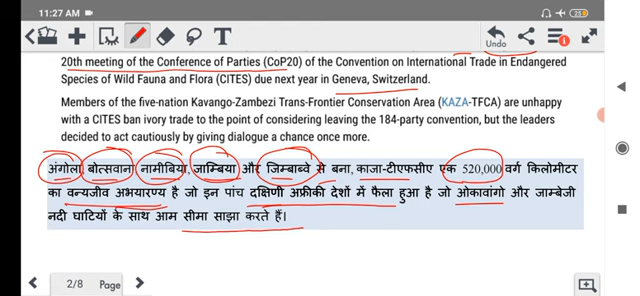 11:27 AM
Undo
20th meeting of the Conference of Parties (CoP20) of the Convention on International Trade in Endangered
Species of Wild Fauna and Flora (CITES) due next year in Geneva, Switzerland.
Members of the five-nation Kavango-Zambezi Trans-Frontier Conservation Area (KAZA-TFCA) are unhappy
with a CITES ban ivory trade to the point of considering leaving the 184-party convention, but the leaders
decided to act cautiously by giving dialogue a chance once more.
अंगोला, बोत्सवाना, नामीबिया, जाम्बिया और जिम्बाब्वे से बना, काजा-टीएफसीए एक 520,000 वर्ग किलोमीटर
का वन्यजीव अभयारण्य है जो इन पांच दक्षिणी अफ्रीकी देशों में फैला हुआ है जो ओकावांगो और जाम्बेजी
नदी घाटियों के साथ आम सीमा साझा करते हैं।
2/8 Page